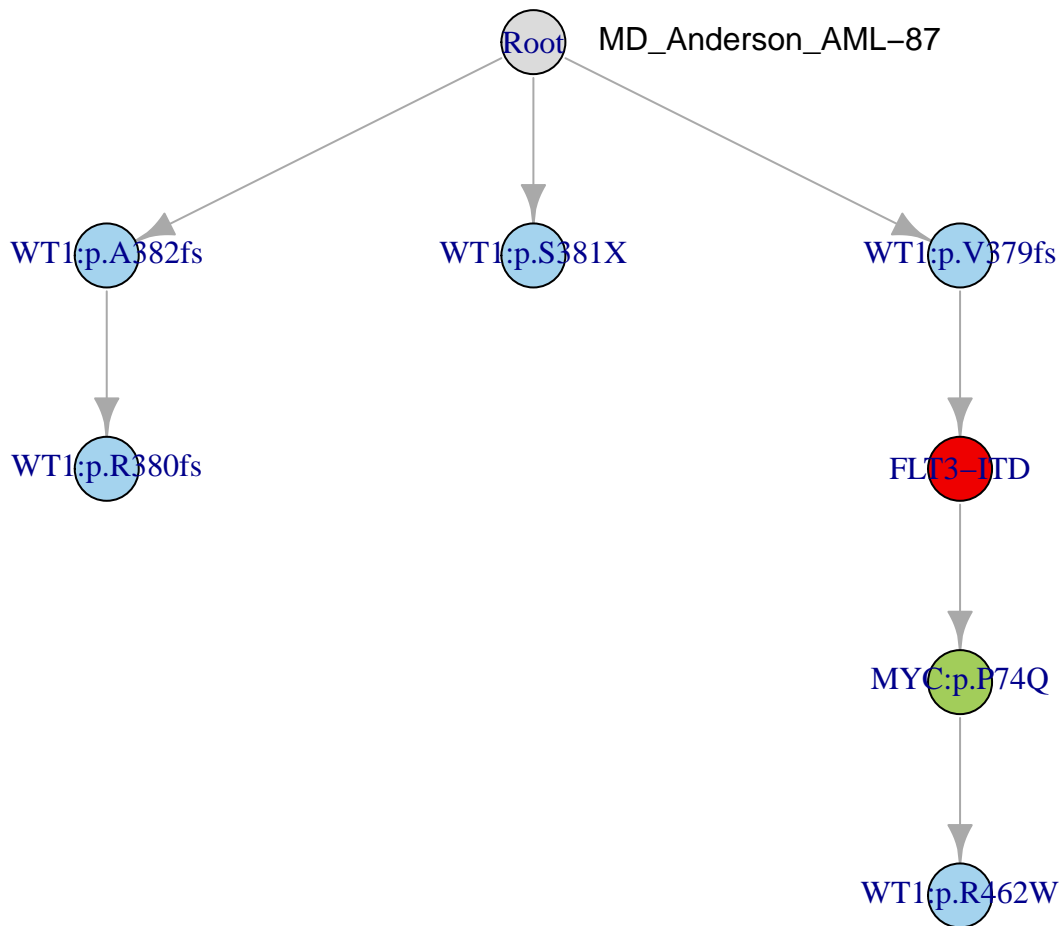 Root
MD_Anderson_AML−87
WT1:p.A382fs
WT1:p.S381X
WT1:p.V379fs
WT1:p.R380fs
FLT3−ITD
MYC:p.P74Q
WT1:p.R462W